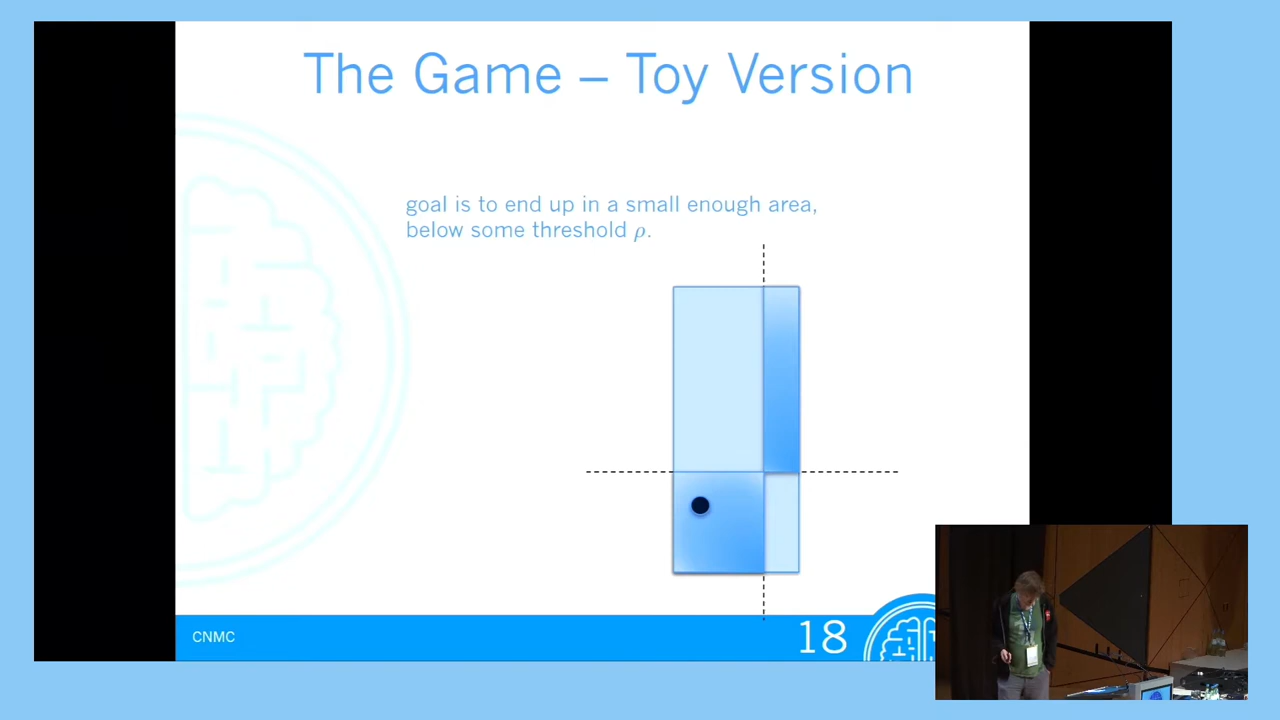 The Game – Toy Version
goal is to end up in a small enough area,
below some threshold ρ.
CNMC
18